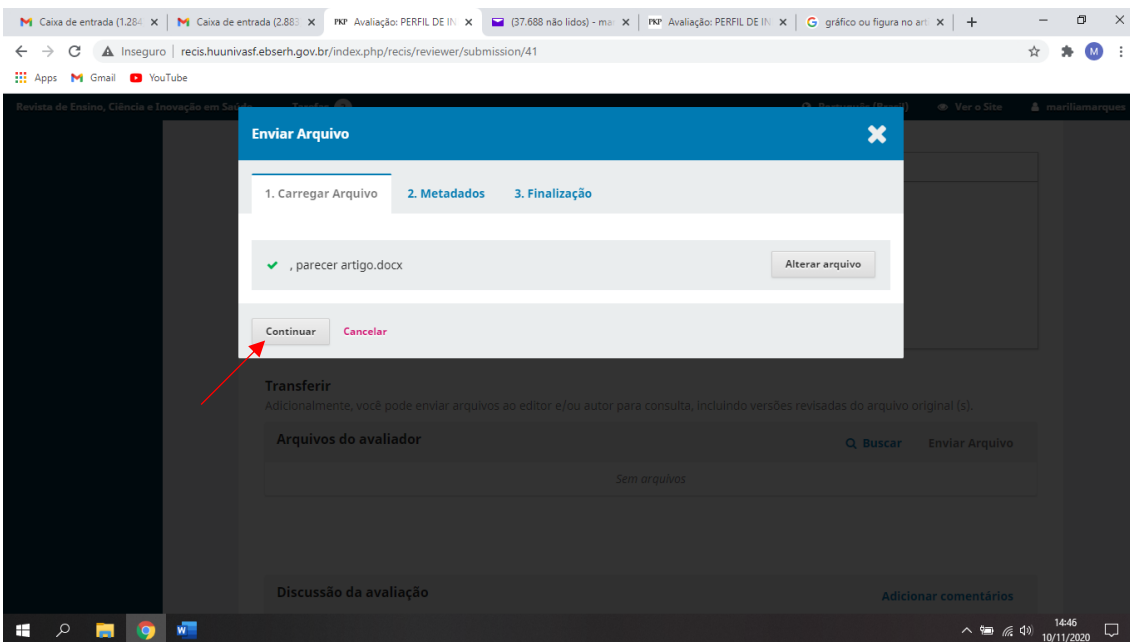 Caixa de entrada (1.284
Caixa de entrada (2.883
PKP Avaliação: PERFIL DE IN
(37.688 não lidos) - ma
PKP Avaliação: PERFIL DE IN
G gráfico ou figura no art
Inseguro | recis.huunivasf.ebserh.gov.br/index.php/recis/reviewer/submission/41
M
Apps Gmail YouTube
Revista de Ensino, Ciência e Inovação em Saúde Tarefas Português (Brasil) Ver o Site mariliamarques
Enviar Arquivo
1. Carregar Arquivo 2. Metadados 3. Finalização
, parecer artigo.docx Alterar arquivo
Continuar Cancelar
Transferir
Adicionalmente, você pode enviar arquivos ao editor e/ou autor para consulta, incluindo versões revisadas do arquivo original (s).
Arquivos do avaliador Buscar Enviar Arquivo
Sem arquivos
Discussão da avaliação Adicionar comentários
14:46
10/11/2020